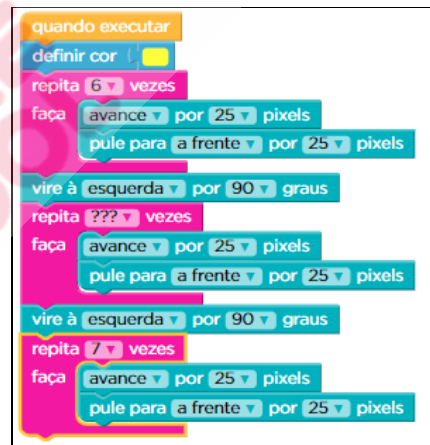 quando executar
definir cor
repita 6 vezes
faça avance por 25 pixels
pule para a frente por 25 pixels
vire à esquerda por 90 graus
repita ??? vezes
faça avance por 25 pixels
pule para a frente por 25 pixels
vire à esquerda por 90 graus
repita 7 vezes
faça avance por 25 pixels
pule para a frente por 25 pixels